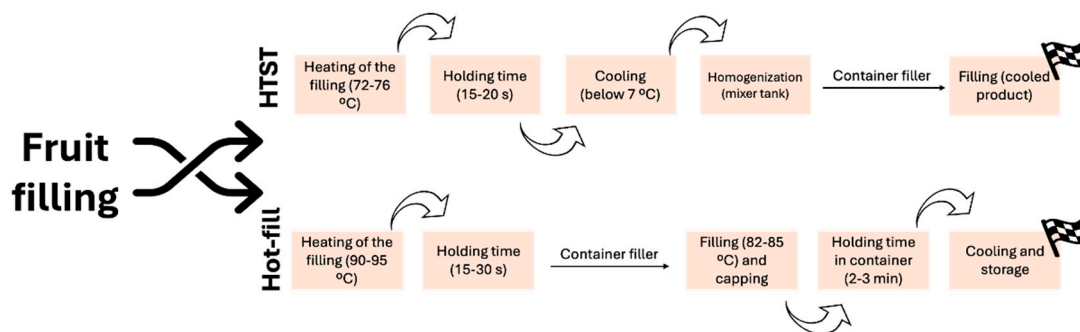 Fruit
filling
HTST
Heating of the
filling (72-76
ºC)
Holding time
(15-20 s)
Cooling
(below 7 ºC)
Homogenization
(mixer tank)
Container filler
Filling (cooled
product)
Hot-fill
Heating of the
filling (90-95
ºC)
Holding time
(15-30 s)
Container filler
Filling (82-85
ºC) and
capping
Holding time
in container
(2-3 min)
Cooling and
storage